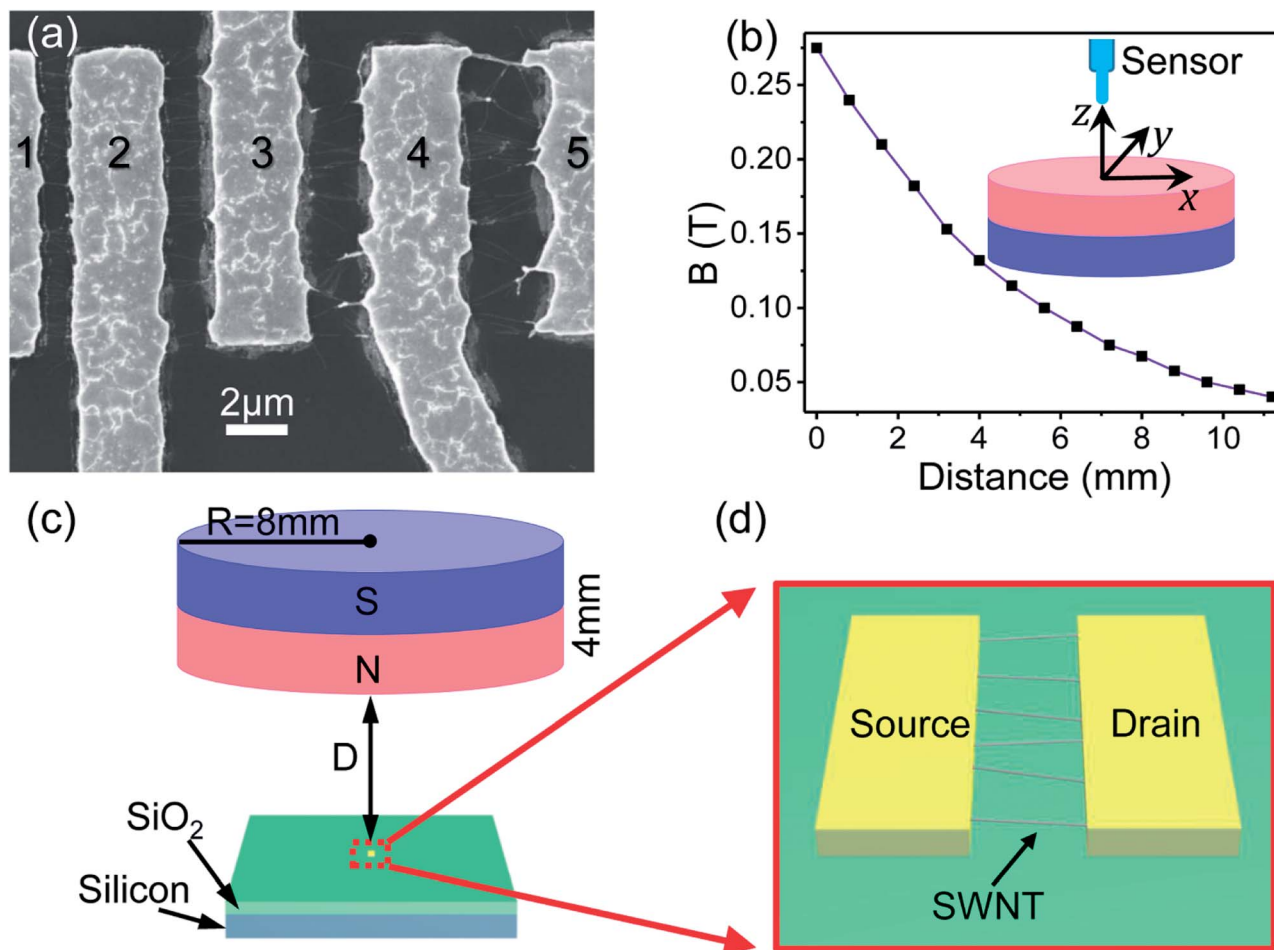 (a)
1
2
3
4
5
2μm
(b)
B (T)
0.25
0.20
0.15
0.10
0.05
0
2
4
6
8
10
Distance (mm)
Sensor
z
y
x
(c)
R=8mm
S
N
4mm
D
SiO₂
Silicon
(d)
Source
Drain
SWNT